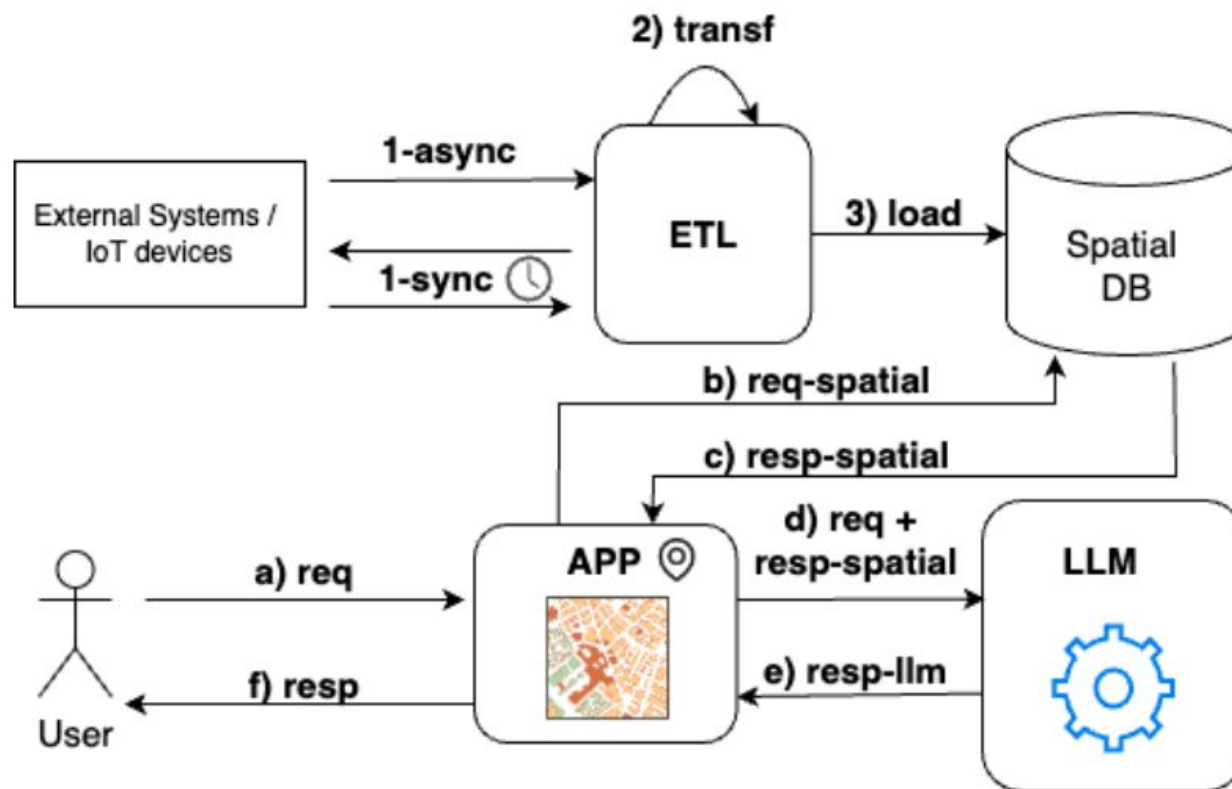 2) transf
1-async
External Systems /
IoT devices
ETL
3) load
Spatial
DB
1-sync
b) req-spatial
c) resp-spatial
d) req +
resp-spatial
APP
LLM
a) req
e) resp-llm
f) resp
User